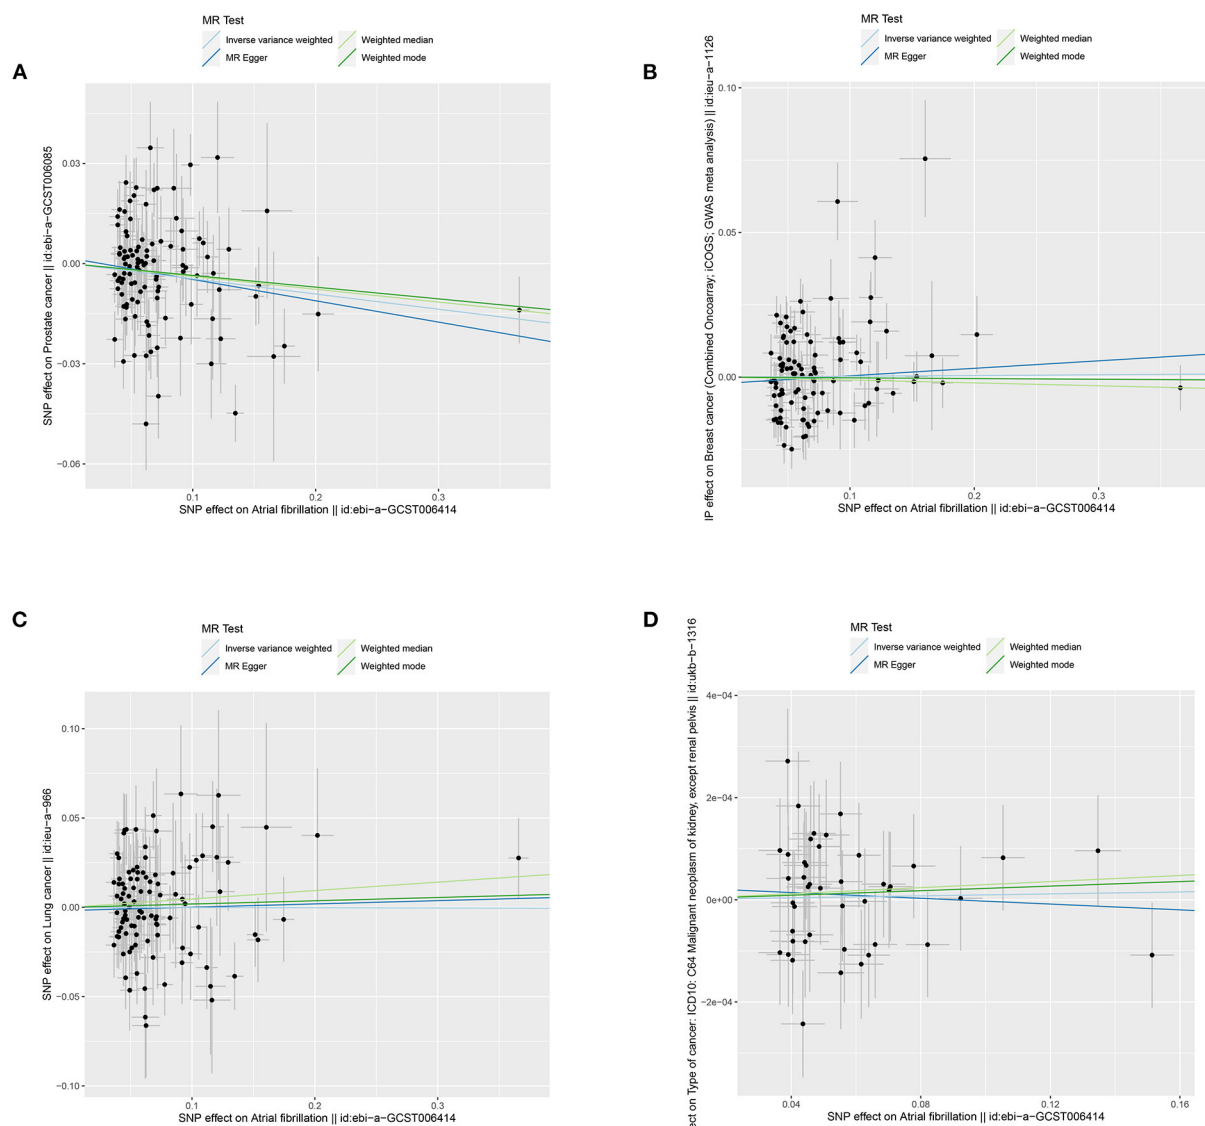 A
MR Test
Inverse variance weighted
Weighted median
MR Egger
Weighted mode
SNP effect on Prostate cancer || id:ebi-a-GCST006085
0.03
0.00
−0.03
−0.06
0.1
0.2
0.3
SNP effect on Atrial fibrillation || id:ebi-a-GCST006414
B
MR Test
Inverse variance weighted
Weighted median
MR Egger
Weighted mode
IP effect on Breast cancer (Combined Oncoarray; iCOGS; GWAS meta analysis) || id:ieu-a-1126
0.10
0.05
0.00
0.1
0.2
0.3
SNP effect on Atrial fibrillation || id:ebi-a-GCST006414
C
MR Test
Inverse variance weighted
Weighted median
MR Egger
Weighted mode
SNP effect on Lung cancer || id:ieu-a-966
0.10
0.05
0.00
−0.05
−0.10
0.1
0.2
0.3
SNP effect on Atrial fibrillation || id:ebi-a-GCST006414
D
MR Test
Inverse variance weighted
Weighted median
MR Egger
Weighted mode
ect on Type of cancer: ICD10: C64 Malignant neoplasm of kidney, except renal pelvis || id:ukb-b-1316
4e−04
2e−04
0e+00
−2e−04
0.04
0.08
0.12
0.16
SNP effect on Atrial fibrillation || id:ebi-a-GCST006414